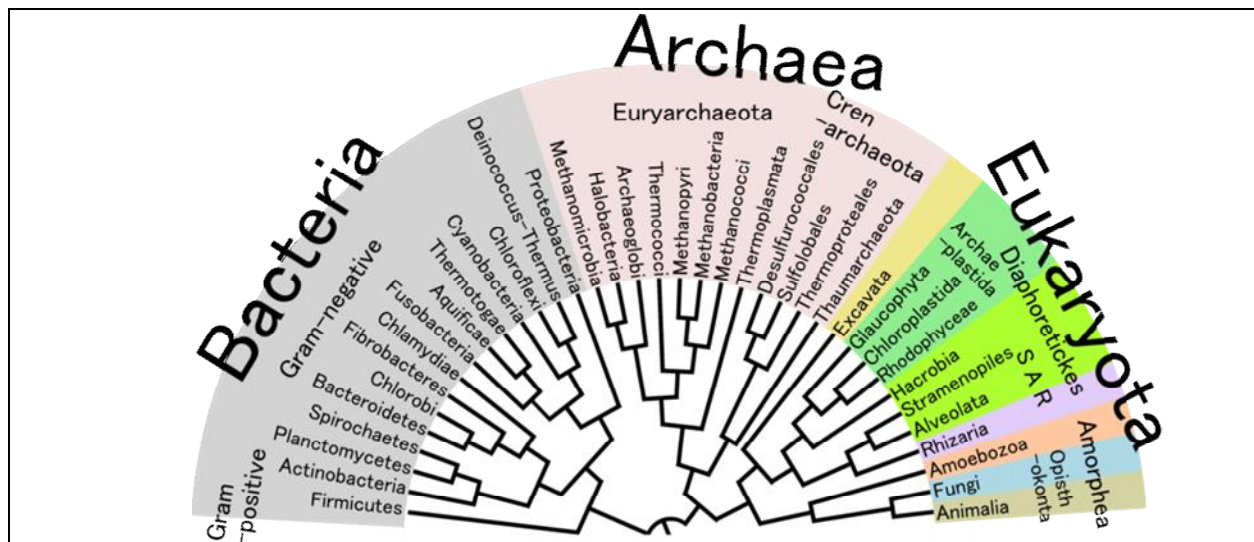 Archaea
Bacteria
Eukaryota
Euryarchaeota
Cren
-archaeota
Gram-negative
Gram
-positive
Firmicutes
Actinobacteria
Planctomycetes
Spirochaetes
Bacteroidetes
Chlorobi
Fibrobacteres
Chlamydiae
Fusobacteria
Aquificae
Thermotogae
Cyanobacteria
Chloroflexi
Deinococcus-Thermus
Proteobacteria
Methanomicrobia
Halobacteria
Archaeoglobi
Thermococci
Methanopyri
Methanobacteria
Methanococci
Thermoplasmata
Desulfurococcales
Sulfolobales
Thermoproteales
Thaumarchaeota
Excavata
Glaucophyta
Chloroplastida
Rhodophyceae
Archae
-plastida
Diaphoretickes
Hacrobia
Stramenopiles
Alveolata
Rhizaria
S A R
Amoebozoa
Fungi
Animalia
Opisth
-okonta
Amorphea